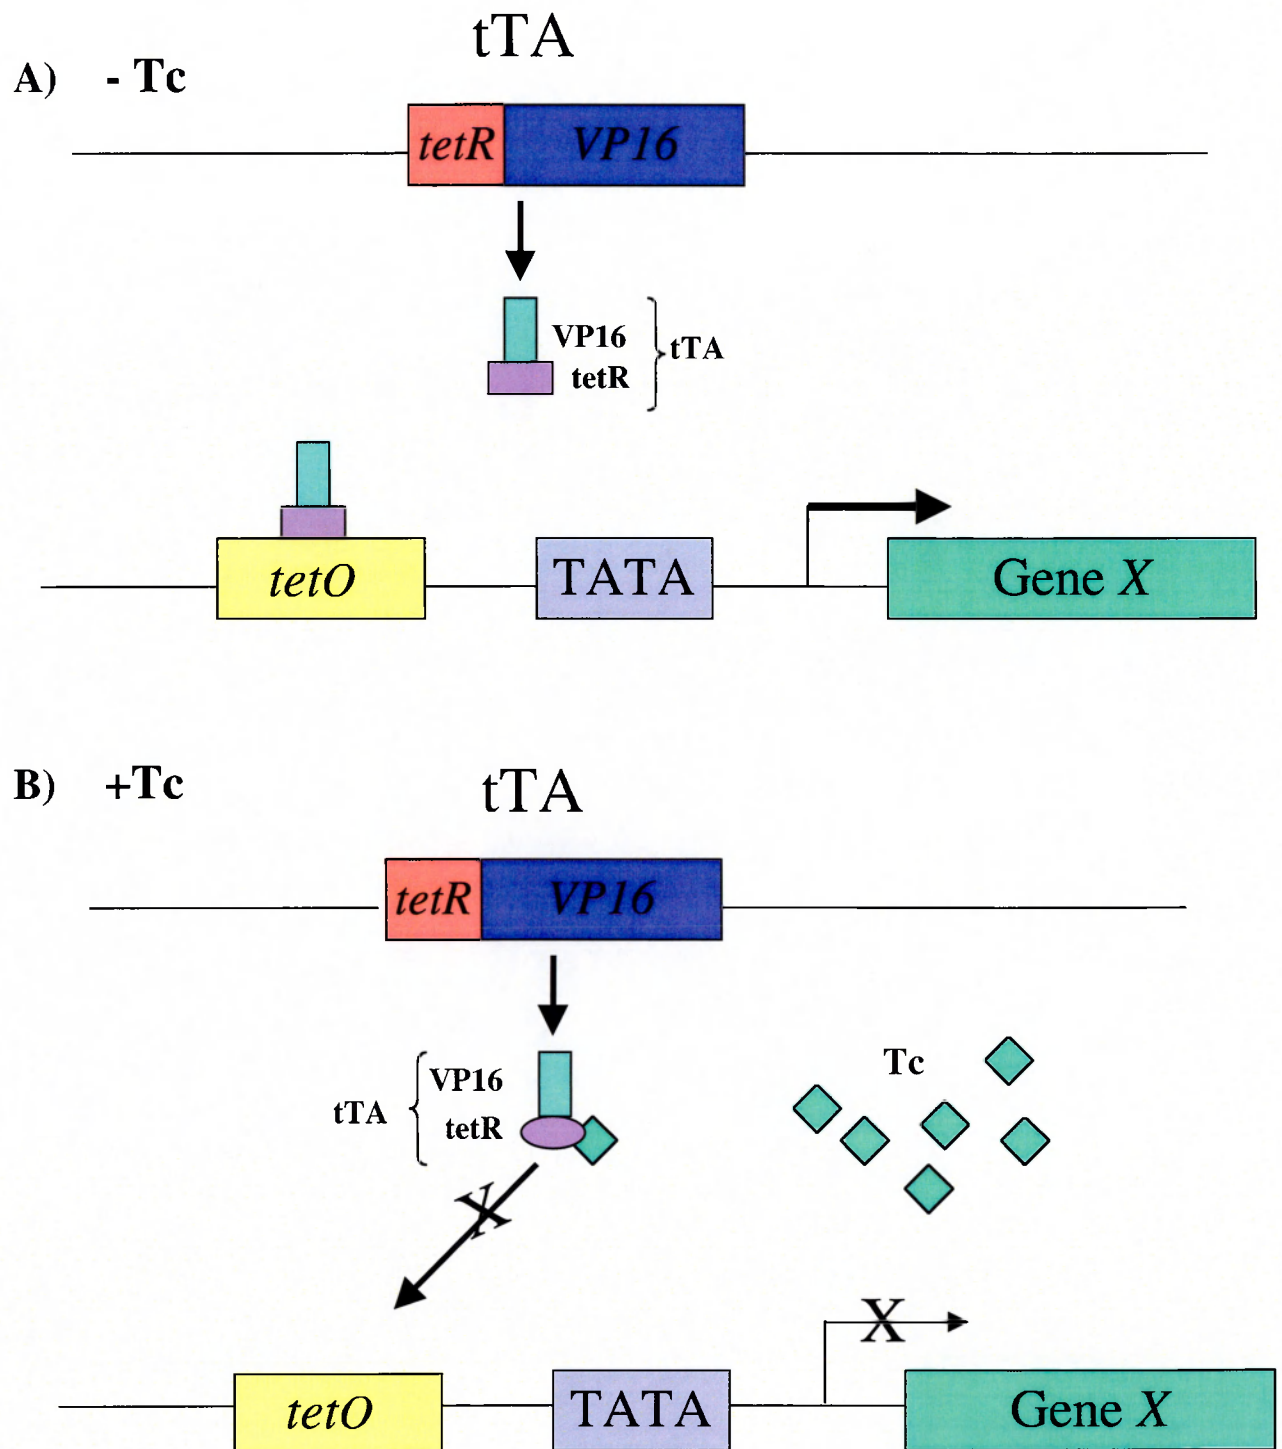 tTA
A) - Tc
tetR VP16
VP16
tetR
tTA
tetO TATA Gene X
B) +Tc
tTA
tetR VP16
Tc
VP16
tTA
tetR
X
X
tetO TATA Gene X